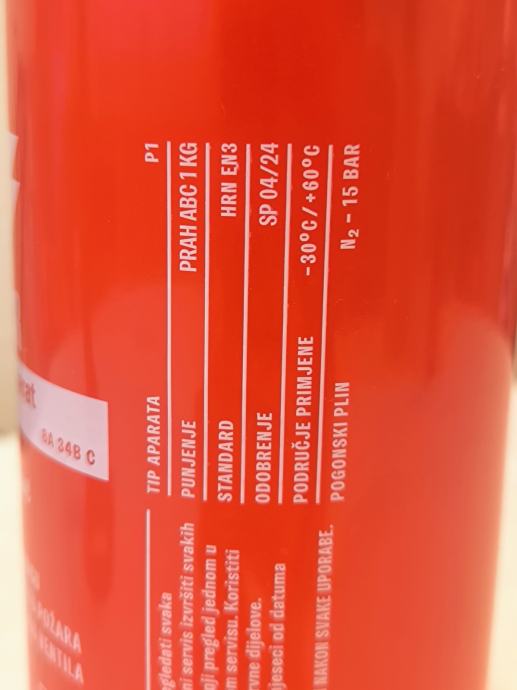 TIP APARATA P1
PUNJENJE PRAH ABC 1 KG
STANDARD HRN EN3
ODOBRENJE SP 04/24
PODRUČJE PRIMJENE -30°C/+60°C
POGONSKI PLIN N₂ – 15 BAR
8A 34B C
svaka
servis izvršiti svakih
pregled jednom u
servisu. Koristiti
dijelove.
od datuma
NAKON SVAKE UPORABE.
POŽARA
VENTILA